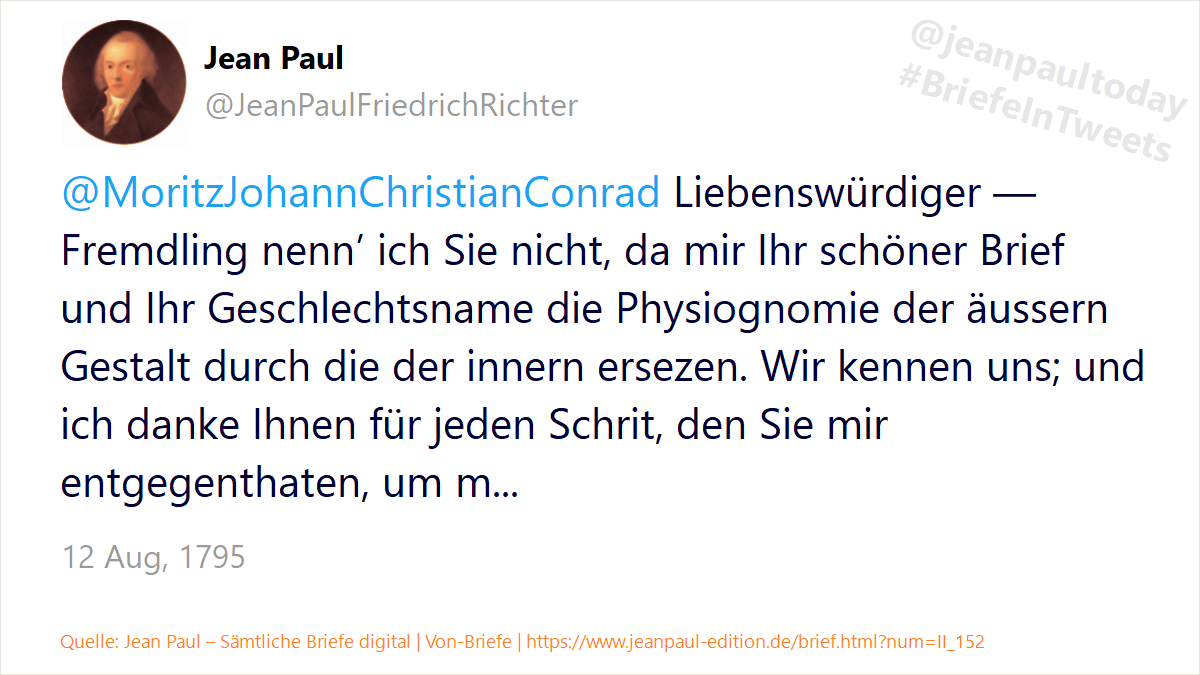 Jean Paul
@JeanPaulFriedrichRichter
@jeanpaultoday
#BriefeInTweets
@MoritzJohannChristianConrad Liebenswürdiger —
Fremdling nenn’ ich Sie nicht, da mir Ihr schöner Brief
und Ihr Geschlechtsname die Physiognomie der äussern
Gestalt durch die der innern ersezen. Wir kennen uns; und
ich danke Ihnen für jeden Schrit, den Sie mir
entgegenthaten, um m...
12 Aug, 1795
Quelle: Jean Paul – Sämtliche Briefe digital | Von-Briefe | https://www.jeanpaul-edition.de/brief.html?num=II_152